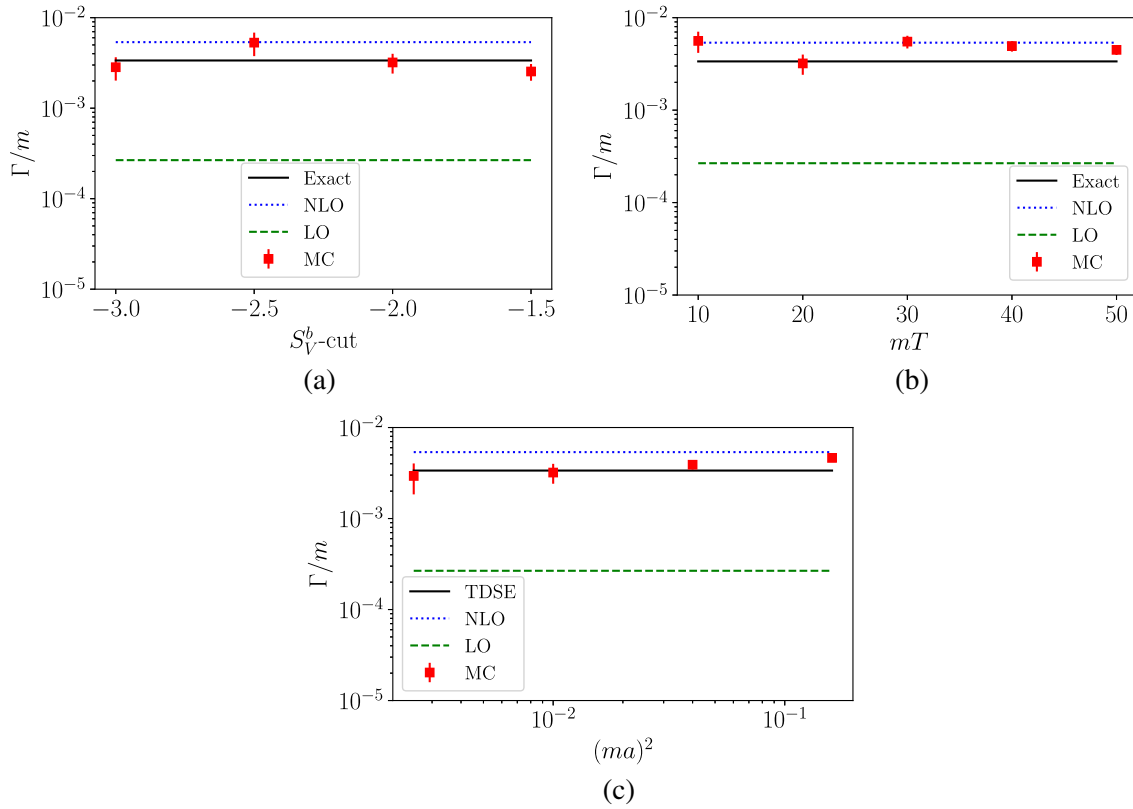 10⁻²
10⁻³
10⁻⁴
10⁻⁵
Γ/m
Exact
NLO
LO
MC
−3.0 −2.5 −2.0 −1.5
S_V^b-cut
(a)
10⁻²
10⁻³
10⁻⁴
10⁻⁵
Γ/m
Exact
NLO
LO
MC
10 20 30 40 50
mT
(b)
10⁻²
10⁻³
10⁻⁴
10⁻⁵
Γ/m
TDSE
NLO
LO
MC
10⁻² 10⁻¹
(ma)²
(c)